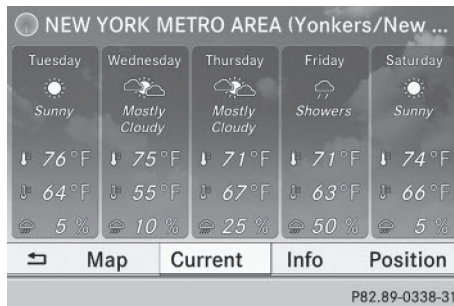 NEW YORK METRO AREA (Yonkers/New ...
Tuesday Wednesday Thursday Friday Saturday
Sunny Mostly Cloudy Mostly Cloudy Showers Sunny
76°F 75°F 71°F 71°F 74°F
64°F 55°F 67°F 63°F 66°F
5 % 10 % 25 % 50 % 5 %
Map Current Info Position
P82.89-0338-31